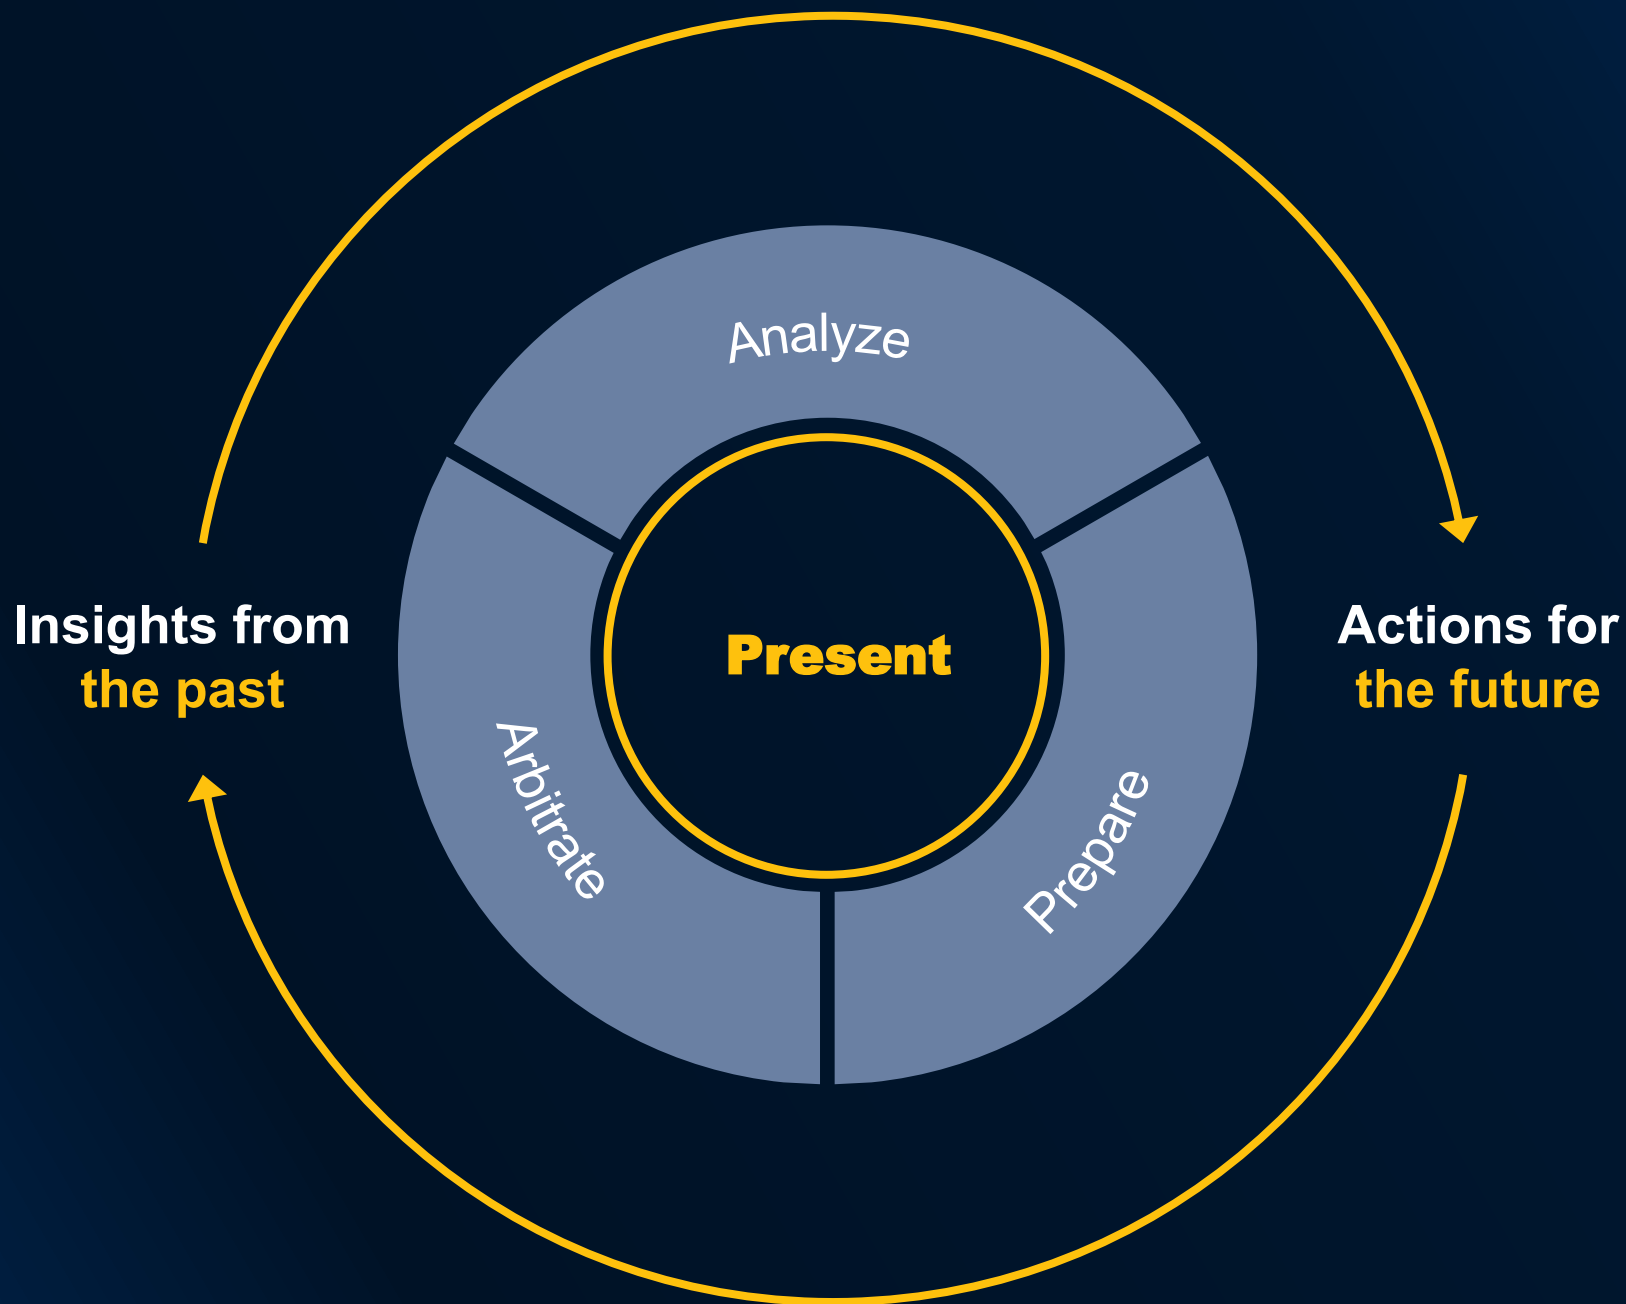 Analyze
Insights from
the past
Present
Actions for
the future
Arbitrate
Prepare